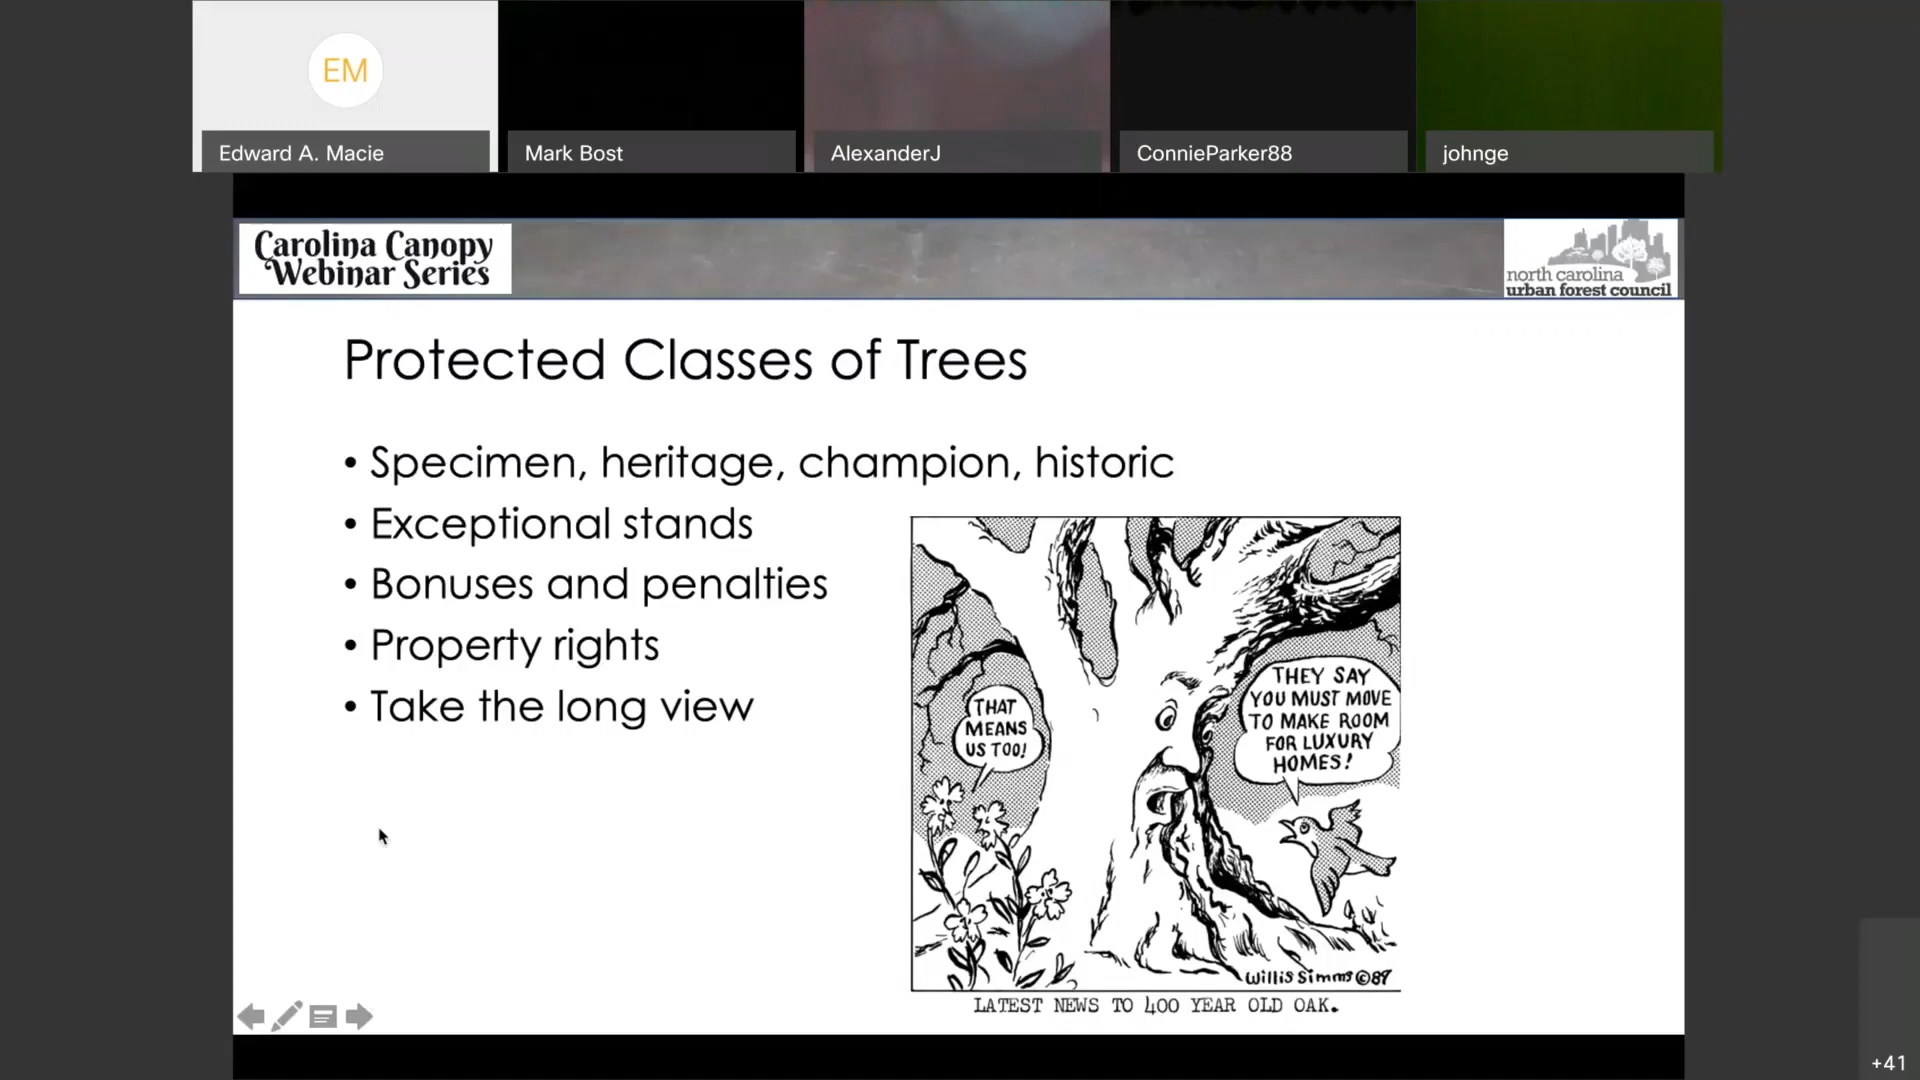 EM
Edward A. Macie
Mark Bost
AlexanderJ
ConnieParker88
johnge
Carolina Canopy
Webinar Series
north carolina
urban forest council
Protected Classes of Trees
• Specimen, heritage, champion, historic
• Exceptional stands
• Bonuses and penalties
• Property rights
• Take the long view
THAT
MEANS
US TOO!
THEY SAY
YOU MUST MOVE
TO MAKE ROOM
FOR LUXURY
HOMES!
Willis Simms ©87
LATEST NEWS TO 400 YEAR OLD OAK.
+41